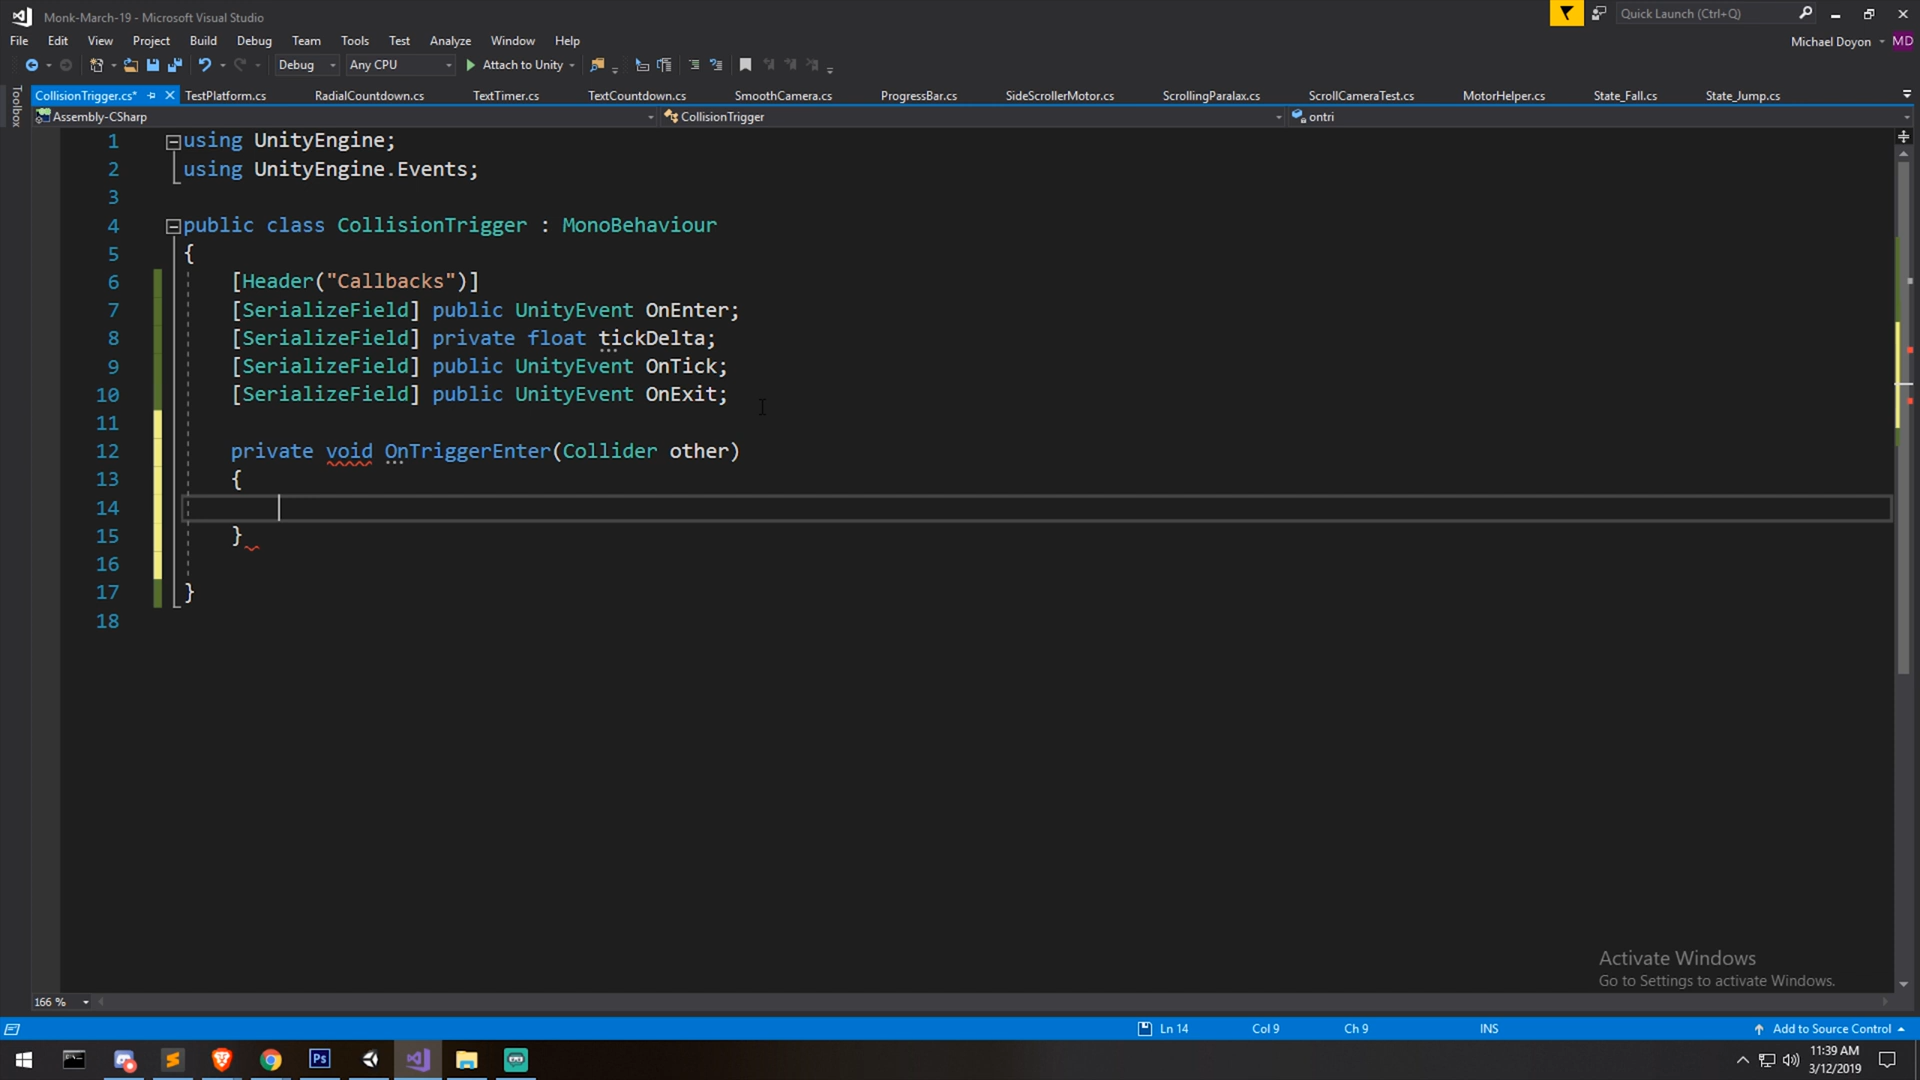 Monk-March-19 - Microsoft Visual Studio
Quick Launch (Ctrl+Q)
File Edit View Project Build Debug Team Tools Test Analyze Window Help
Michael Doyon MD
Debug Any CPU Attach to Unity
Toolbox
CollisionTrigger.cs* TestPlatform.cs RadialCountdown.cs TextTimer.cs TextCountdown.cs SmoothCamera.cs ProgressBar.cs SideScrollerMotor.cs ScrollingParalax.cs ScrollCameraTest.cs MotorHelper.cs State_Fall.cs State_Jump.cs
Assembly-CSharp CollisionTrigger ontri
1 using UnityEngine;
2 using UnityEngine.Events;
3
4 public class CollisionTrigger : MonoBehaviour
5 {
6 [Header("Callbacks")]
7 [SerializeField] public UnityEvent OnEnter;
8 [SerializeField] private float tickDelta;
9 [SerializeField] public UnityEvent OnTick;
10 [SerializeField] public UnityEvent OnExit;
11
12 private void OnTriggerEnter(Collider other)
13 {
14
15 }
16
17 }
18
Activate Windows
Go to Settings to activate Windows.
166 %
Ln 14 Col 9 Ch 9 INS Add to Source Control
Ps
11:39 AM
3/12/2019